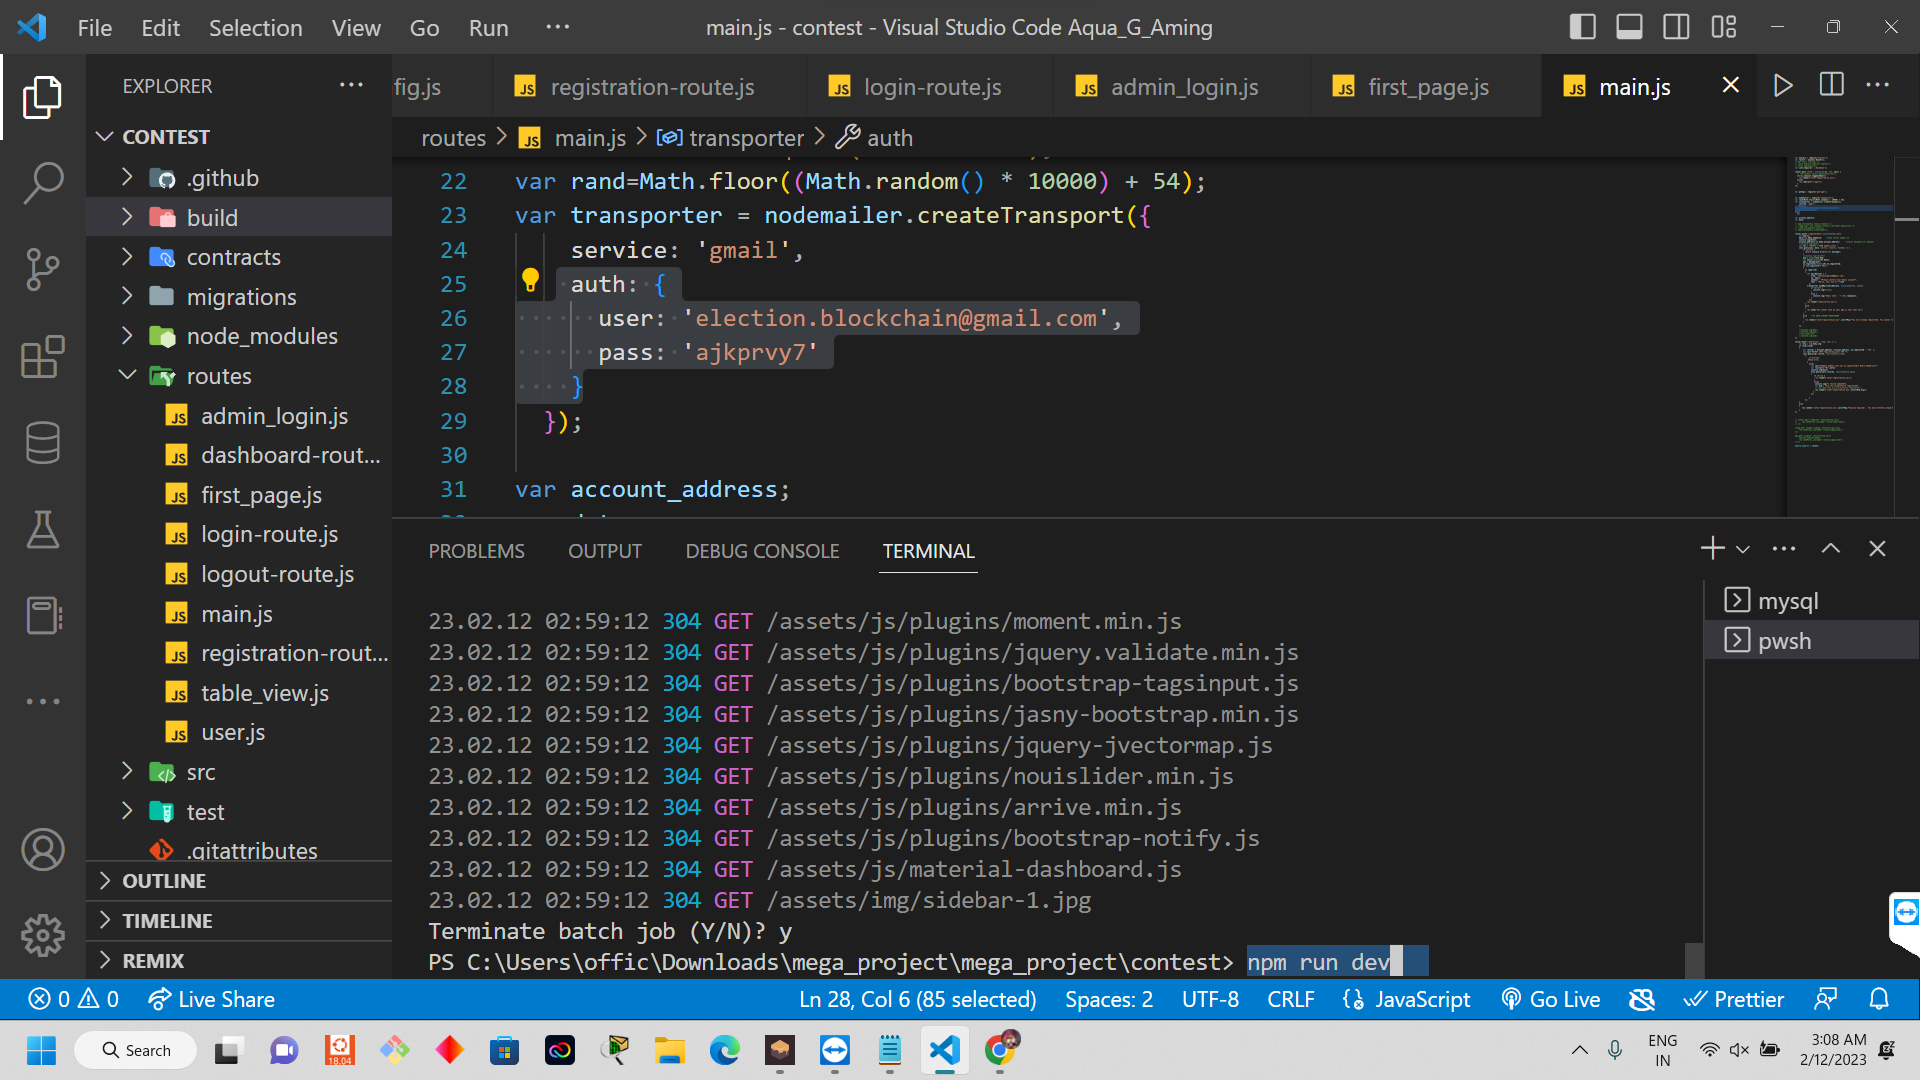 File Edit Selection View Go Run ··· main.js - contest - Visual Studio Code Aqua_G_Aming
EXPLORER ···
CONTEST
.github
build
contracts
migrations
node_modules
routes
admin_login.js
dashboard-rout...
first_page.js
login-route.js
logout-route.js
main.js
registration-rout...
table_view.js
user.js
src
test
.gitattributes
OUTLINE
TIMELINE
REMIX
fig.js JS registration-route.js JS login-route.js JS admin_login.js JS first_page.js JS main.js
routes > JS main.js > transporter > auth
22 var rand=Math.floor((Math.random() * 10000) + 54);
23 var transporter = nodemailer.createTransport({
24 service: 'gmail',
25 auth: {
26 user: 'election.blockchain@gmail.com',
27 pass: 'ajkprvy7'
28 }
29 });
30
31 var account_address;
PROBLEMS OUTPUT DEBUG CONSOLE TERMINAL
23.02.12 02:59:12 304 GET /assets/js/plugins/moment.min.js
23.02.12 02:59:12 304 GET /assets/js/plugins/jquery.validate.min.js
23.02.12 02:59:12 304 GET /assets/js/plugins/bootstrap-tagsinput.js
23.02.12 02:59:12 304 GET /assets/js/plugins/jasny-bootstrap.min.js
23.02.12 02:59:12 304 GET /assets/js/plugins/jquery-jvectormap.js
23.02.12 02:59:12 304 GET /assets/js/plugins/nouislider.min.js
23.02.12 02:59:12 304 GET /assets/js/plugins/arrive.min.js
23.02.12 02:59:12 304 GET /assets/js/plugins/bootstrap-notify.js
23.02.12 02:59:12 304 GET /assets/js/material-dashboard.js
23.02.12 02:59:12 304 GET /assets/img/sidebar-1.jpg
Terminate batch job (Y/N)? y
PS C:\Users\offic\Downloads\mega_project\mega_project\contest> npm run dev
mysql
pwsh
0 0 Live Share Ln 28, Col 6 (85 selected) Spaces: 2 UTF-8 CRLF JavaScript Go Live Prettier
Search
18.04
ENG
IN
3:08 AM
2/12/2023